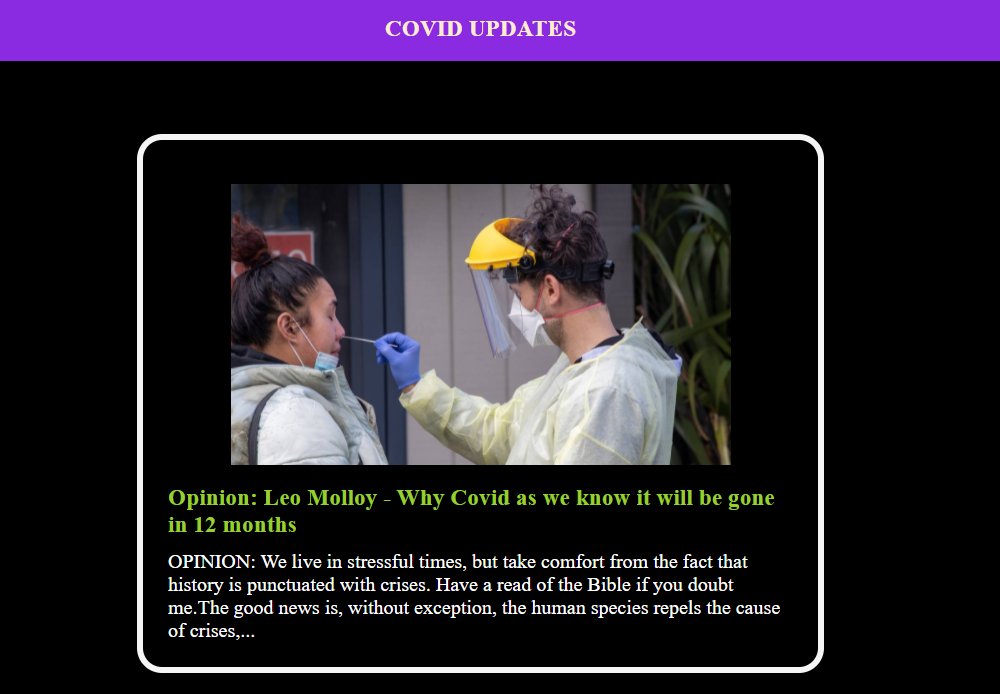 COVID UPDATES
Opinion: Leo Molloy - Why Covid as we know it will be gone
in 12 months
OPINION: We live in stressful times, but take comfort from the fact that
history is punctuated with crises. Have a read of the Bible if you doubt
me.The good news is, without exception, the human species repels the cause
of crises,...